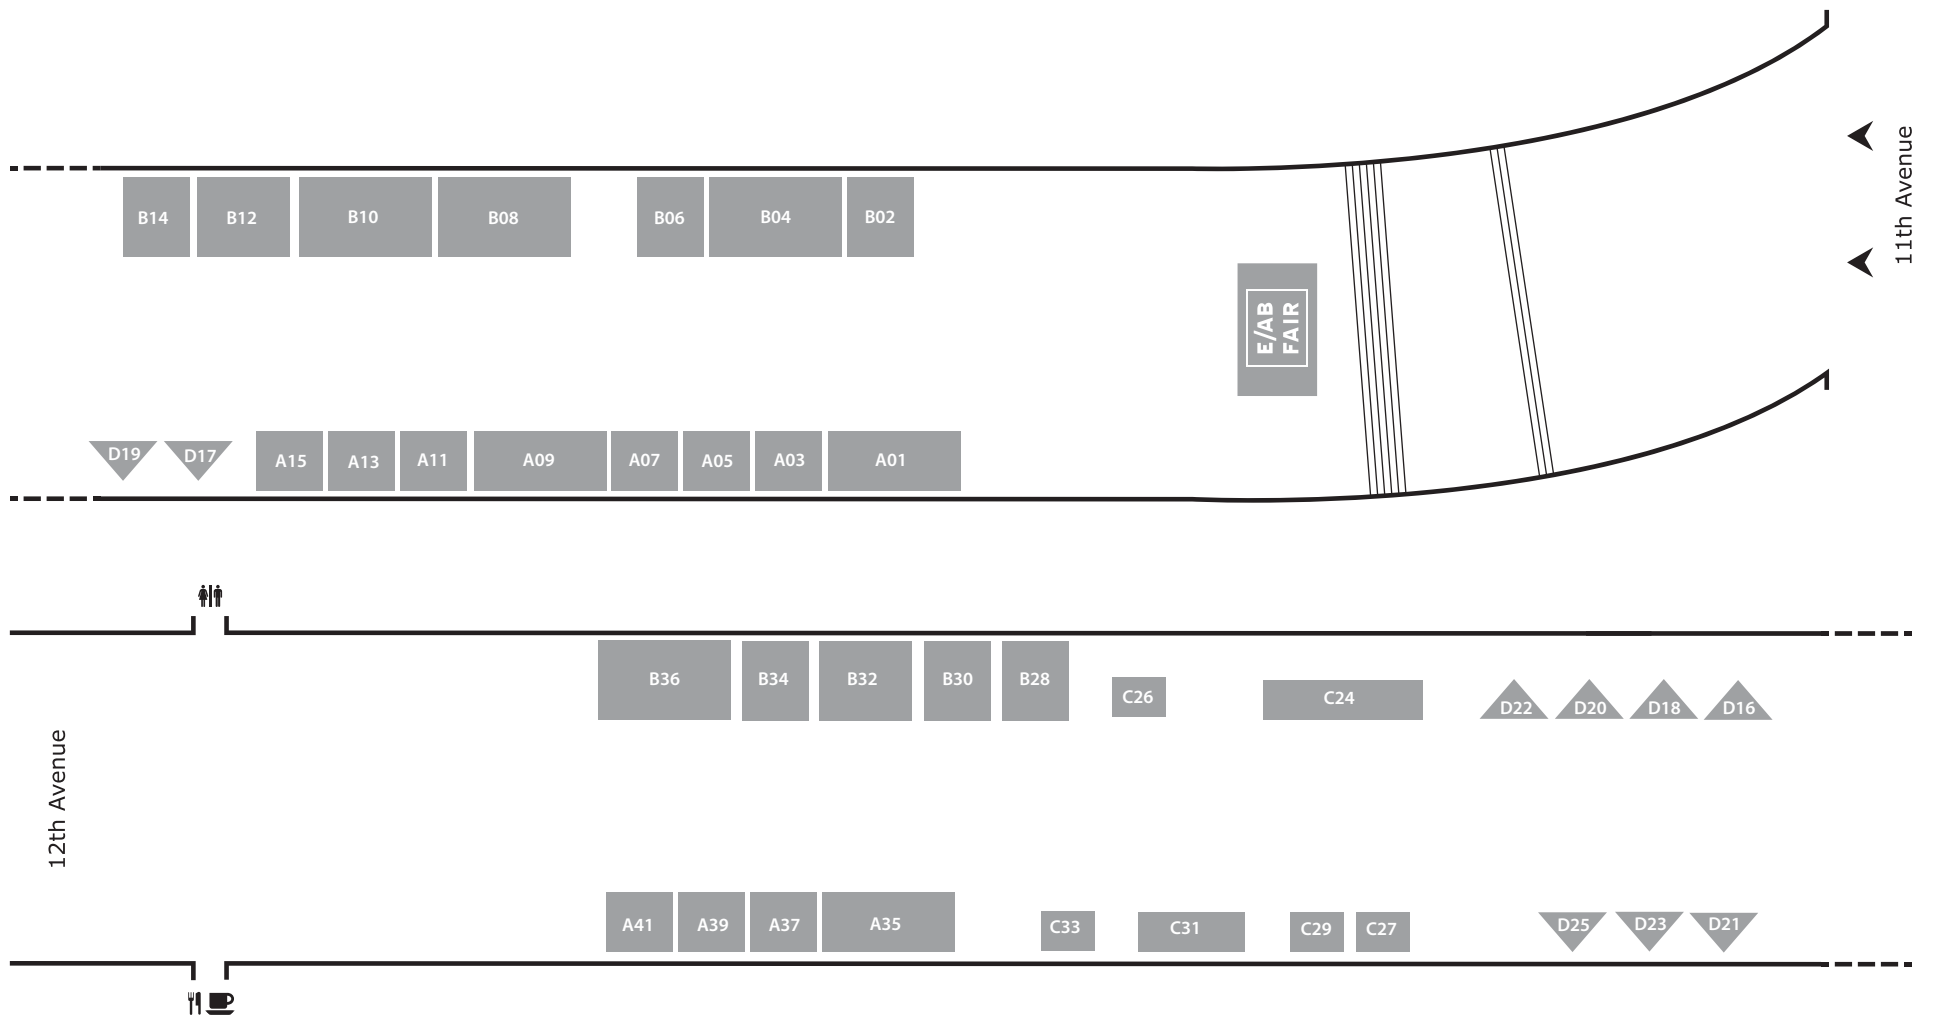 11th Avenue
B14 B12 B10 B08 B06 B04 B02
E/AB
FAIR
D19 D17 A15 A13 A11 A09 A07 A05 A03 A01
12th Avenue
B36 B34 B32 B30 B28 C26 C24 D22 D20 D18 D16
A41 A39 A37 A35 C33 C31 C29 C27 D25 D23 D21